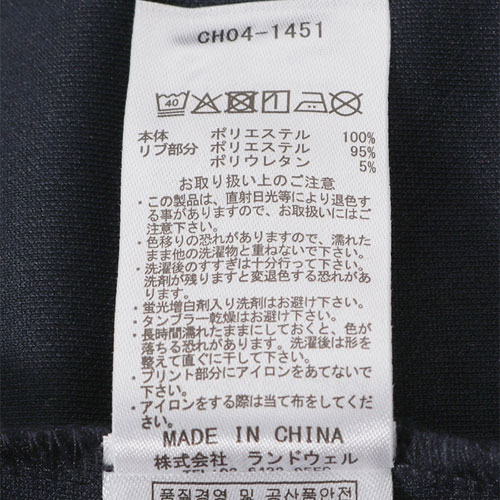 CH04-1451
40
本体 ポリエステル 100%
リブ部分 ポリエステル 95%
ポリウレタン 5%
お取り扱い上のご注意
・この製品は、直射日光等により退色す
る事がありますので、お取扱いにはご
注意下さい。
・色移りの恐れがありますので、濡れた
まま他の洗濯物と重ねないで下さい。
・洗濯後のすすぎは十分行って下さい。
洗剤が残りますと変退色する恐れがあ
ります。
・蛍光増白剤入り洗剤はお避け下さい。
・タンブラー乾燥はお避け下さい。
・長時間濡れたままにしておくと、色が
落ちる恐れがあります。洗濯後は形を
整えて直ぐに干して下さい。
・プリント部分にアイロンをあてないで
下さい。
・アイロンをする際は当て布をしてくだ
さい。
MADE IN CHINA
株式会社 ランドウェル
품질경영 및 공산품안전